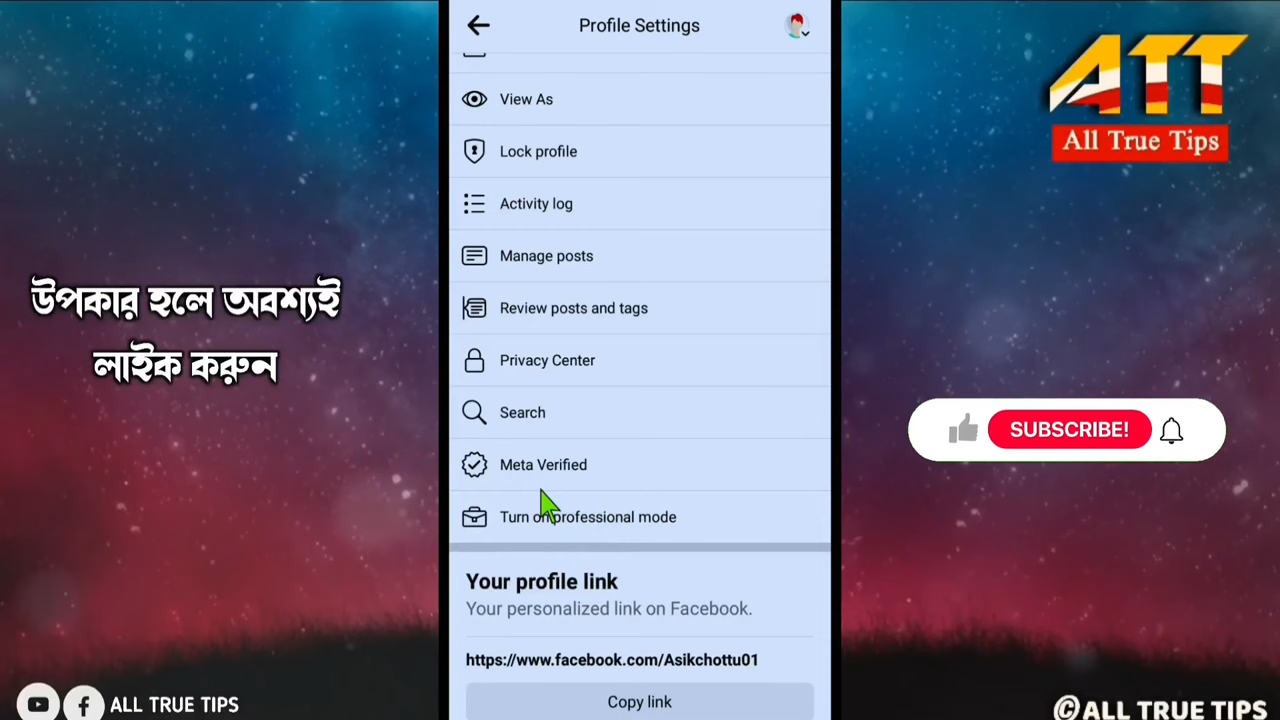 Profile Settings
View As
Lock profile
Activity log
Manage posts
Review posts and tags
Privacy Center
Search
Meta Verified
Turn on professional mode
Your profile link
Your personalized link on Facebook.
https://www.facebook.com/Asikchottu01
Copy link
উপকার হলে অবশ্যই
লাইক করুন
ALL TRUE TIPS
ATT
All True Tips
SUBSCRIBE!
©ALL TRUE TIPS